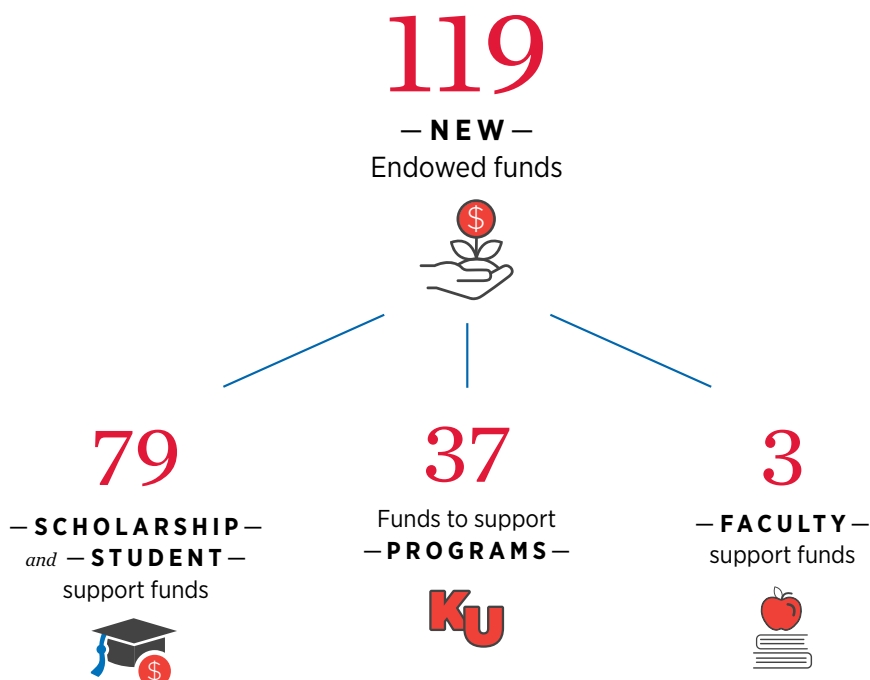 119
— NEW —
Endowed funds
$
79
— SCHOLARSHIP —
and — STUDENT —
support funds
$
37
Funds to support
— PROGRAMS —
KU
3
— FACULTY —
support funds